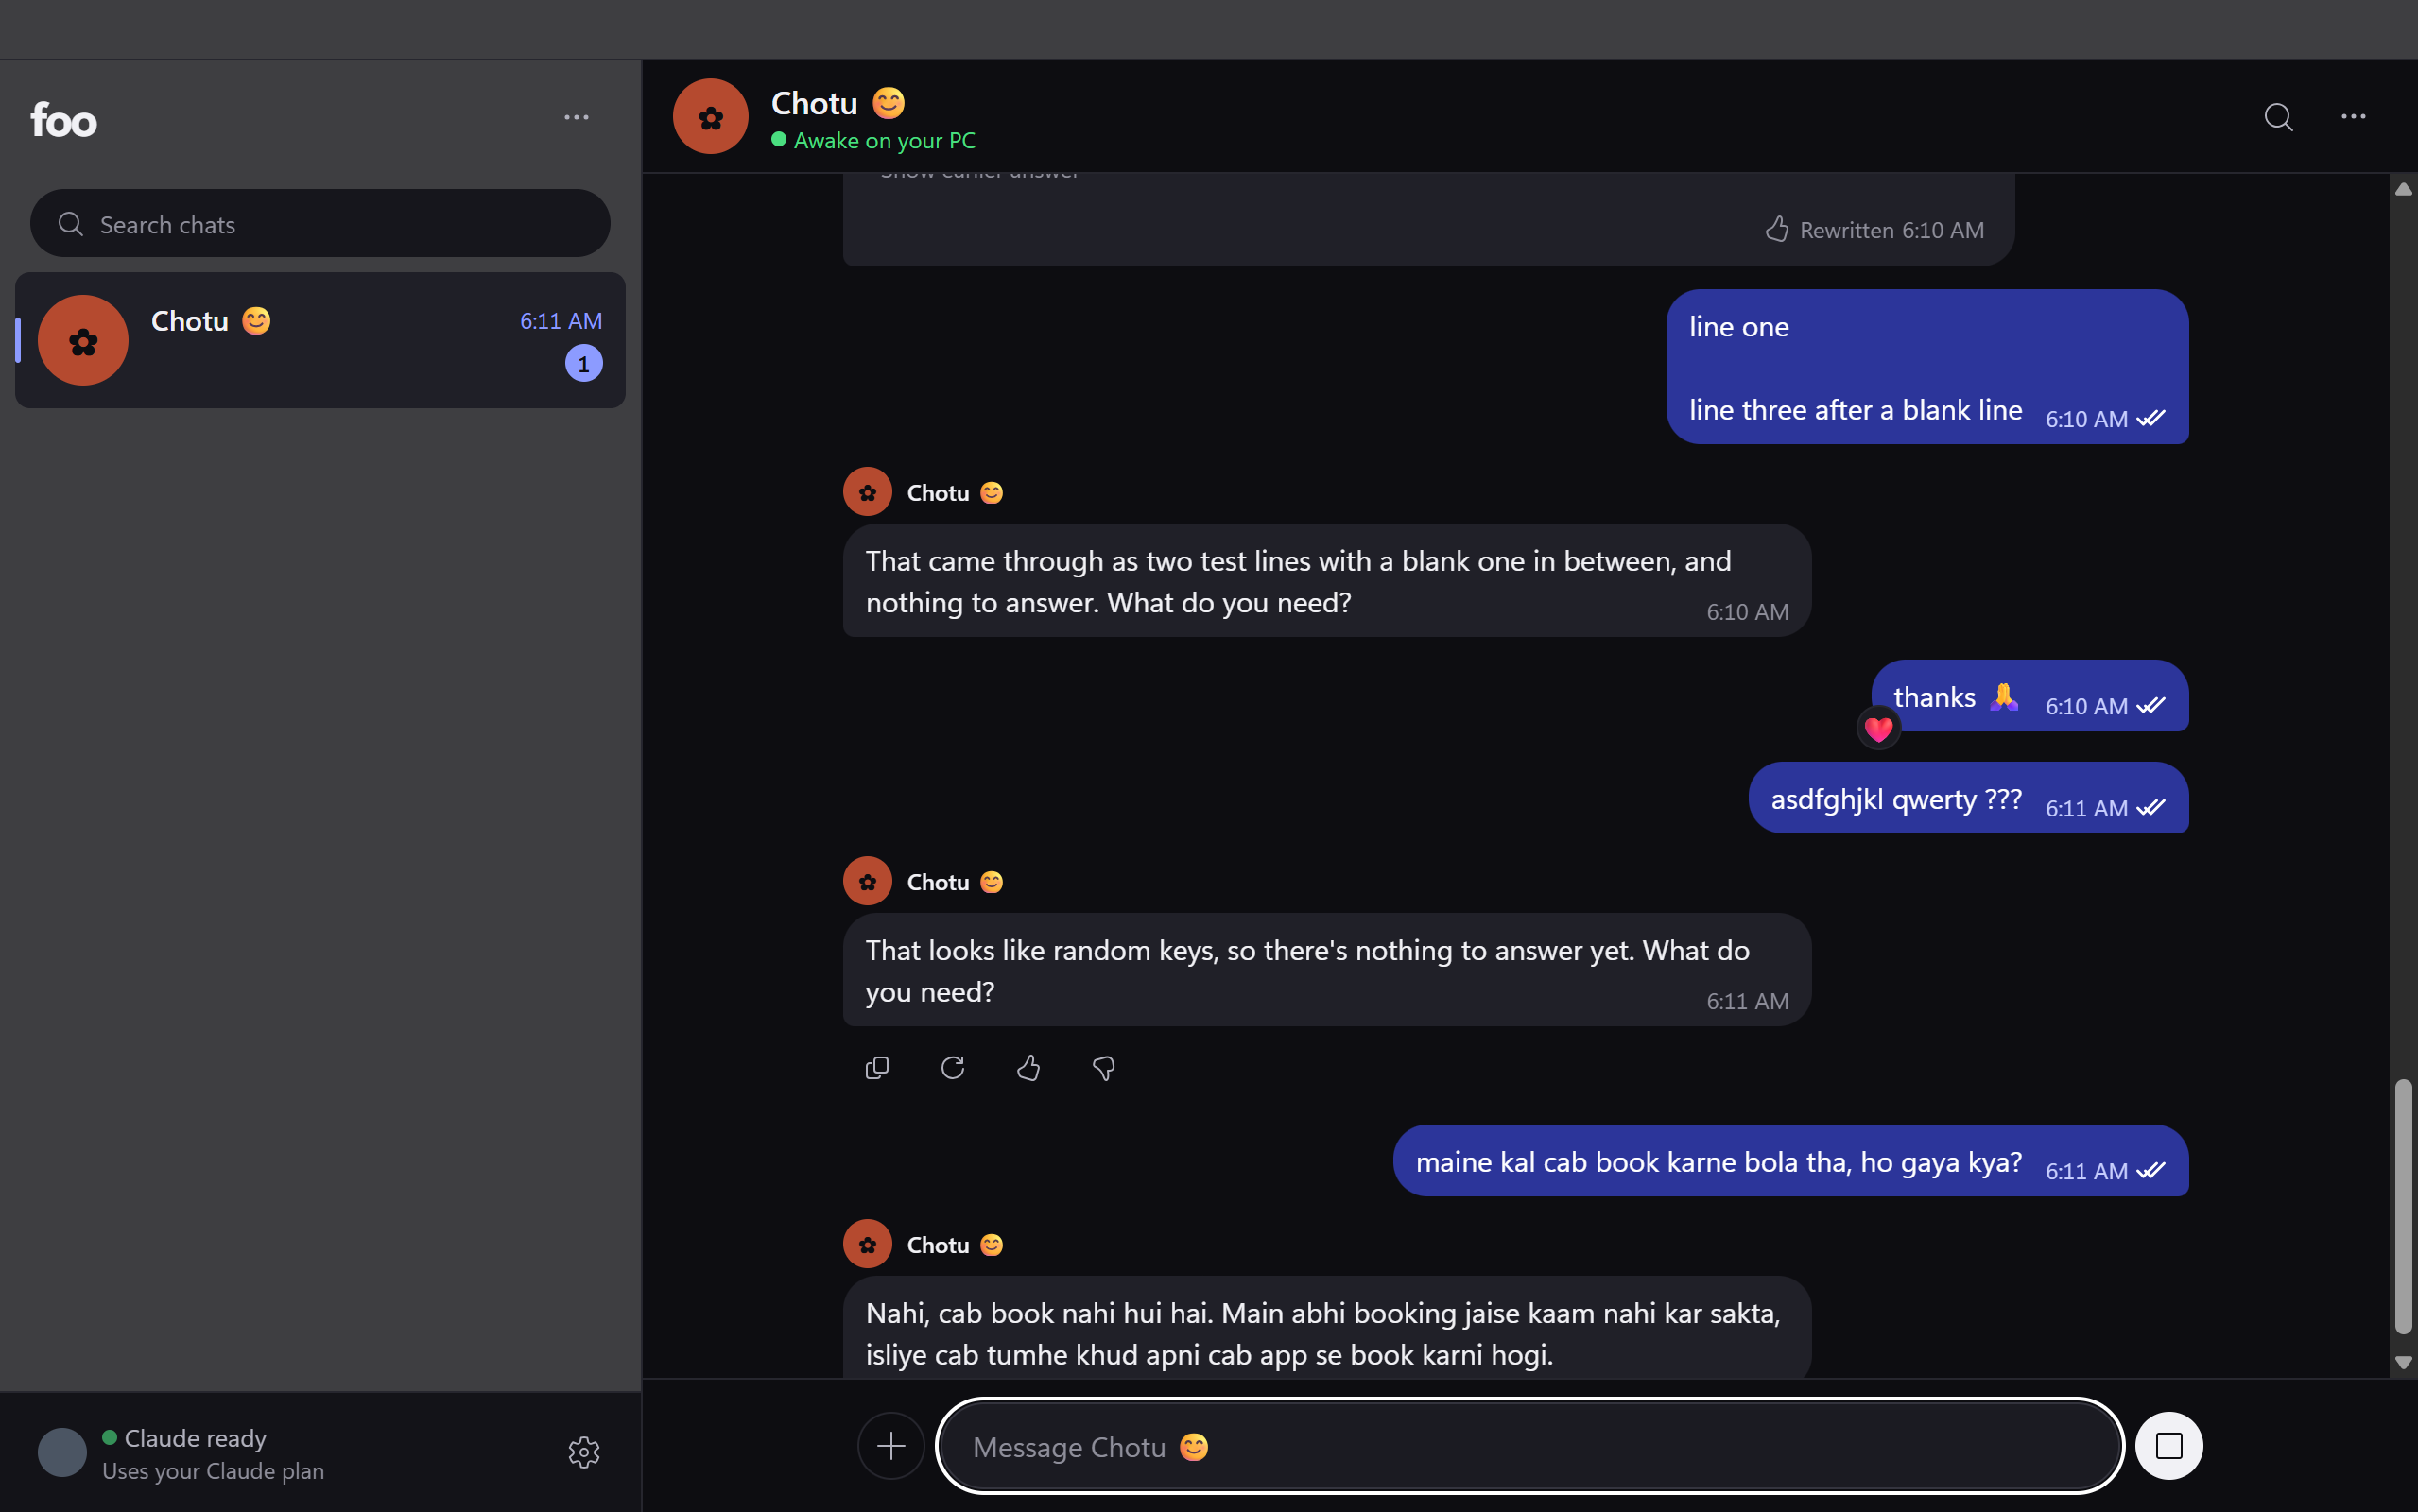 foo
Search chats
Chotu 😊
6:11 AM
1
Claude ready
Uses your Claude plan
Chotu 😊
Awake on your PC
Show earlier answer
Rewritten 6:10 AM
line one

line three after a blank line 6:10 AM
Chotu 😊
That came through as two test lines with a blank one in between, and
nothing to answer. What do you need?
6:10 AM
thanks 🙏 6:10 AM
❤️
asdfghjkl qwerty ??? 6:11 AM
Chotu 😊
That looks like random keys, so there's nothing to answer yet. What do
you need?
6:11 AM
maine kal cab book karne bola tha, ho gaya kya? 6:11 AM
Chotu 😊
Nahi, cab book nahi hui hai. Main abhi booking jaise kaam nahi kar sakta,
isliye cab tumhe khud apni cab app se book karni hogi.
Message Chotu 😊